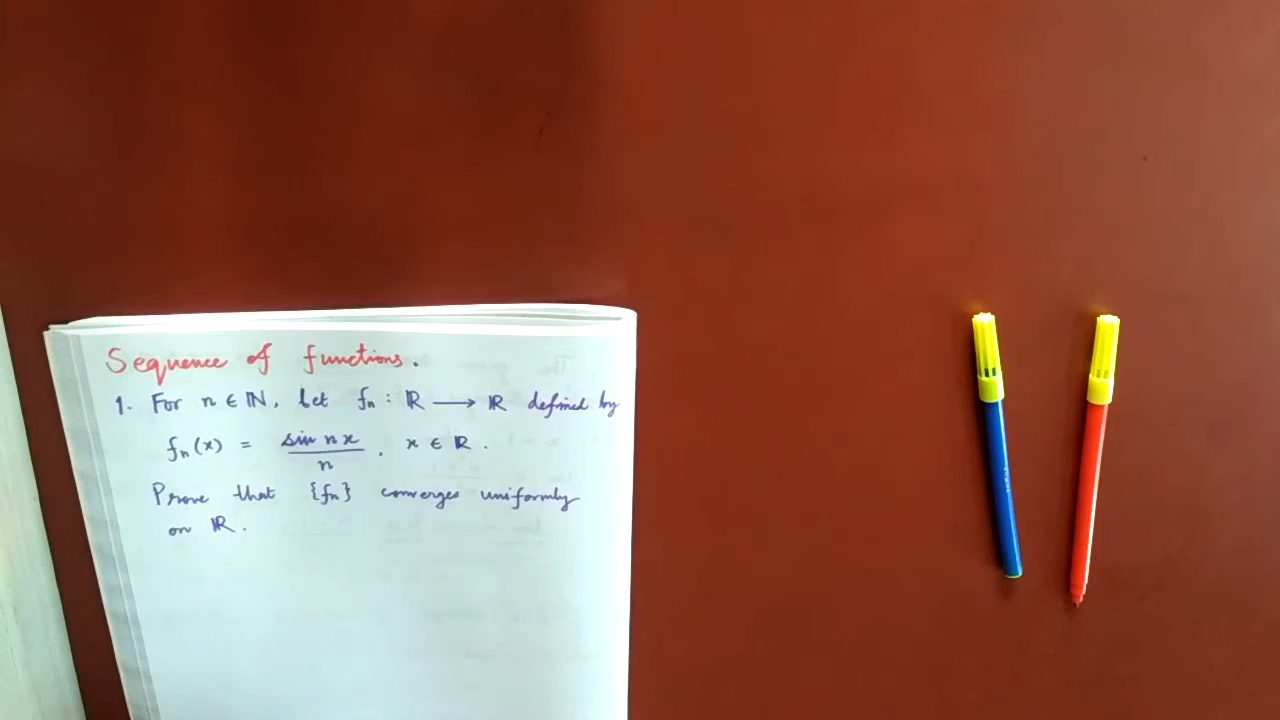 Sequence of functions.
1. For n ∈ ℕ, let fₙ : ℝ ⟶ ℝ defined by
fₙ(x) = sin nx / n , x ∈ ℝ .
Prove that {fₙ} converges uniformly
on ℝ .